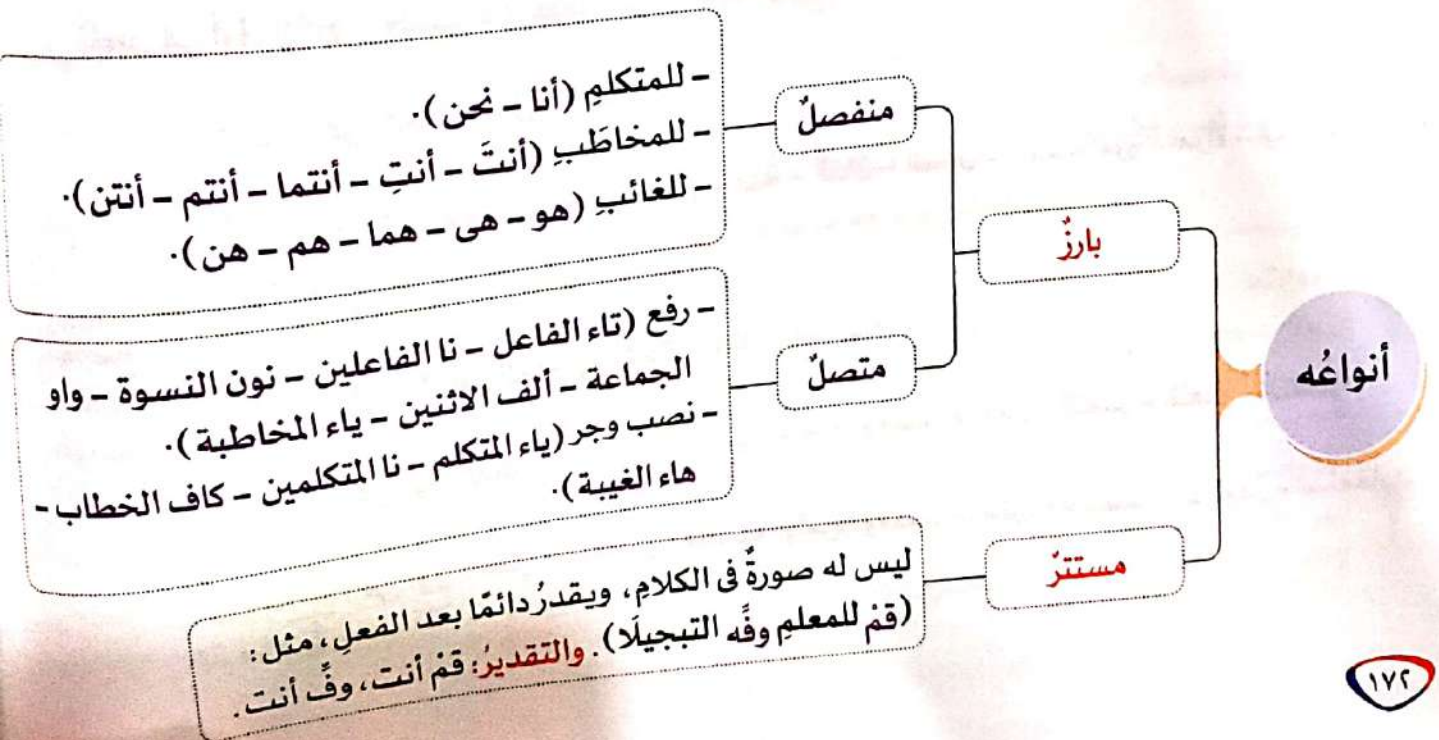 أنواعُه
بارزٌ
منفصلٌ
- للمتكلمِ (أنا - نحن).
- للمخاطَبِ (أنتَ - أنتِ - أنتما - أنتم - أنتن).
- للغائبِ (هو - هى - هما - هم - هن).
متصلٌ
- رفع (تاء الفاعل - نا الفاعلين - نون النسوة - واو
الجماعة - ألف الاثنين - ياء المخاطبة).
- نصب وجر (ياء المتكلم - نا المتكلمين - كاف الخطاب -
هاء الغيبة).
مستترٌ
ليس له صورةٌ فى الكلامِ، ويقدرُ دائمًا بعد الفعلِ، مثل:
(قمْ للمعلمِ وفِّه التبجيلَا). والتقديرُ: قمْ أنت، وفِّ أنت.
١٧٢